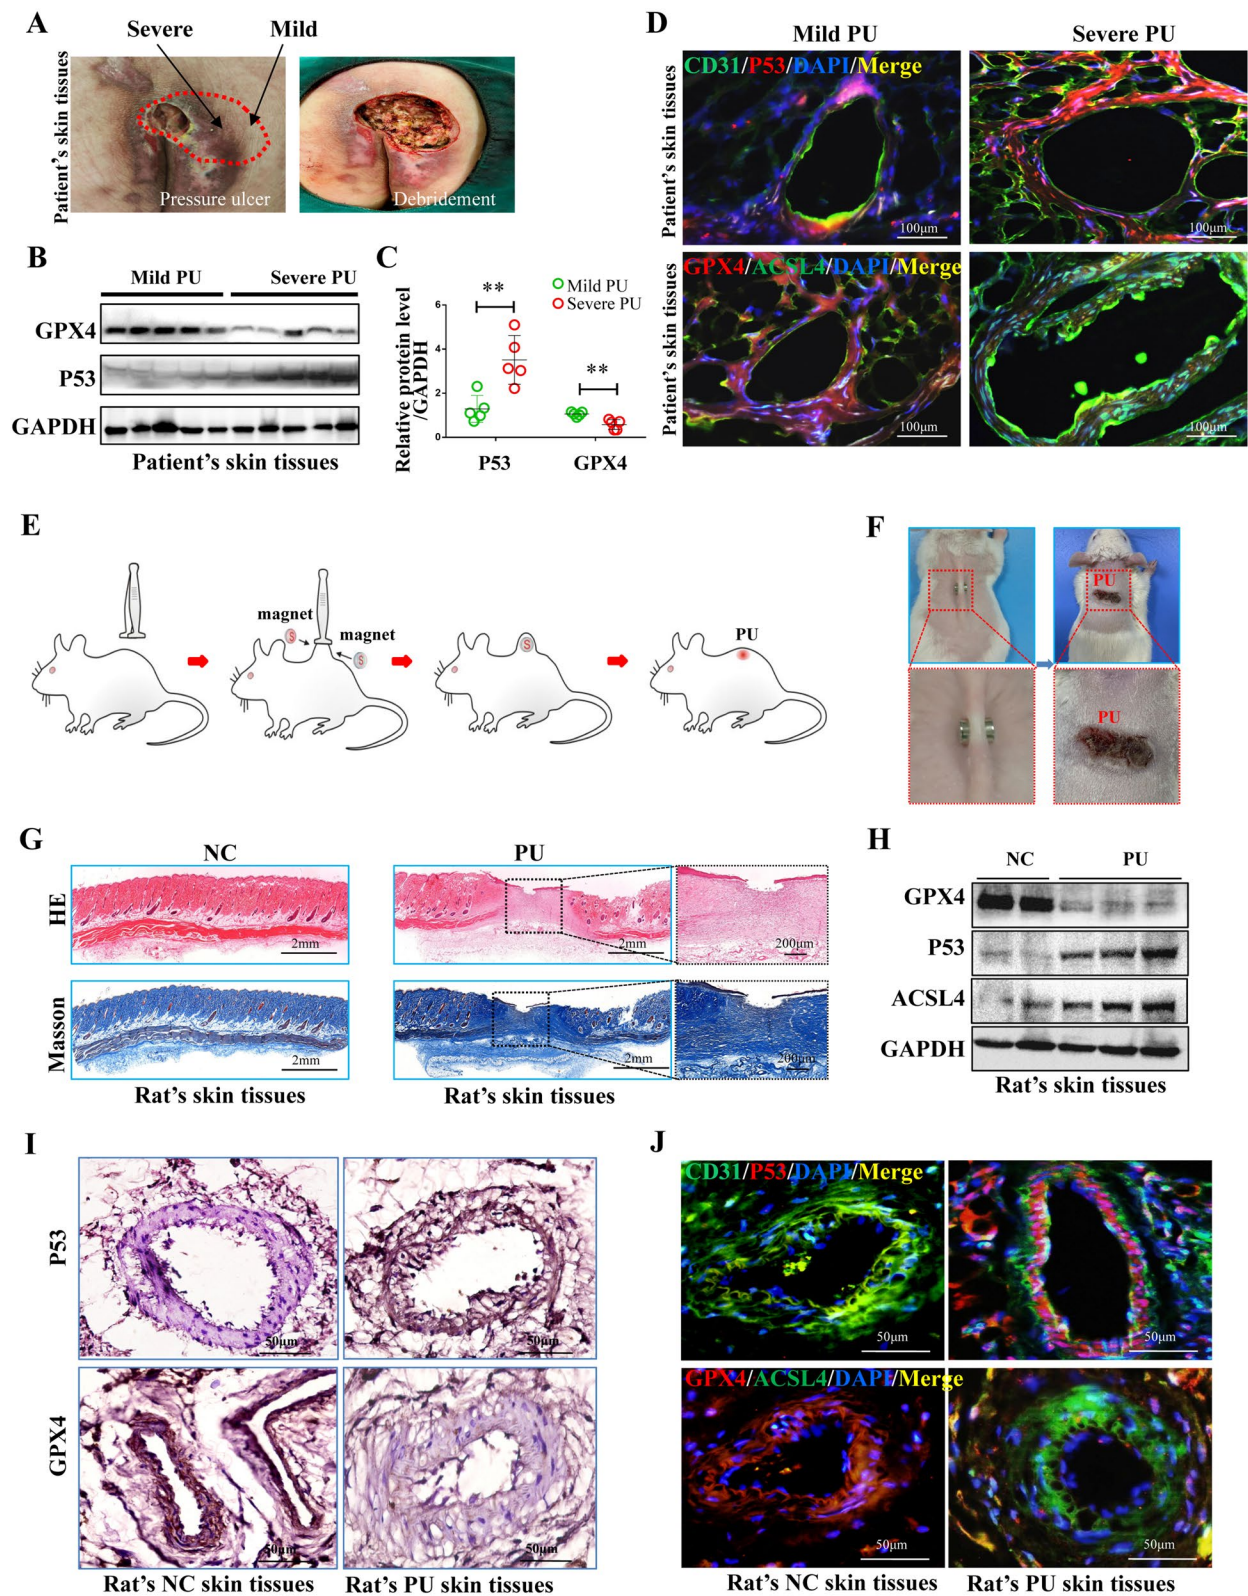 A
Severe
Mild
Patient's skin tissues
Pressure ulcer
Debridement
B
Mild PU
Severe PU
GPX4
P53
GAPDH
Patient's skin tissues
C
Mild PU
Severe PU
**
**
Relative protein level
/GAPDH
6
4
2
0
P53
GPX4
D
Mild PU
Severe PU
Patient's skin tissues
CD31/P53/DAPI/Merge
100μm
100μm
Patient's skin tissues
GPX4/ACSL4/DAPI/Merge
100μm
100μm
E
magnet
S
magnet
S
S
PU
F
PU
PU
G
NC
PU
HE
2mm
2mm
200μm
Masson
2mm
2mm
200μm
Rat's skin tissues
Rat's skin tissues
H
NC
PU
GPX4
P53
ACSL4
GAPDH
Rat's skin tissues
I
P53
50μm
50μm
GPX4
50μm
50μm
Rat's NC skin tissues
Rat's PU skin tissues
J
CD31/P53/DAPI/Merge
50μm
50μm
GPX4/ACSL4/DAPI/Merge
50μm
50μm
Rat's NC skin tissues
Rat's PU skin tissues